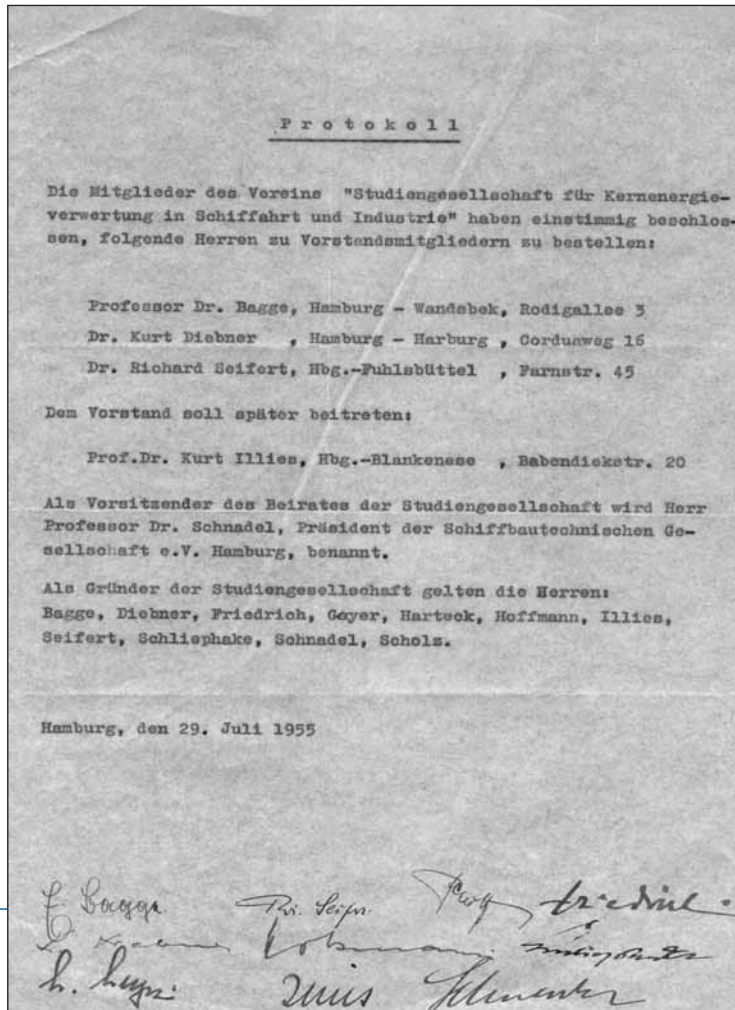 Protokoll
Die Mitglieder des Vereins "Studiengesellschaft für Kernenergie-
verwertung in Schiffahrt und Industrie" haben einstimmig beschlos-
sen, folgende Herren zu Vorstandsmitgliedern zu bestellen:
Professor Dr. Bagge, Hamburg - Wandsbek, Rodigallee 3
Dr. Kurt Diebner , Hamburg - Harburg , Corduaweg 16
Dr. Richard Seifert, Hbg.-Fuhlsbüttel , Farnstr. 45
Dem Vorstand soll später beitreten:
Prof.Dr. Kurt Illies, Hbg.-Blankenese , Babendiekstr. 20
Als Vorsitzender des Beirates der Studiengesellschaft wird Herr
Professor Dr. Schnadel, Präsident der Schiffbautechnischen Ge-
sellschaft e.V. Hamburg, benannt.
Als Gründer der Studiengesellschaft gelten die Herren:
Bagge, Diebner, Friedrich, Geyer, Harteck, Hoffmann, Illies,
Seifert, Schliephake, Schnadel, Scholz.
Hamburg, den 29. Juli 1955
E. Bagge Ri. Seifert Friedrich
Illies